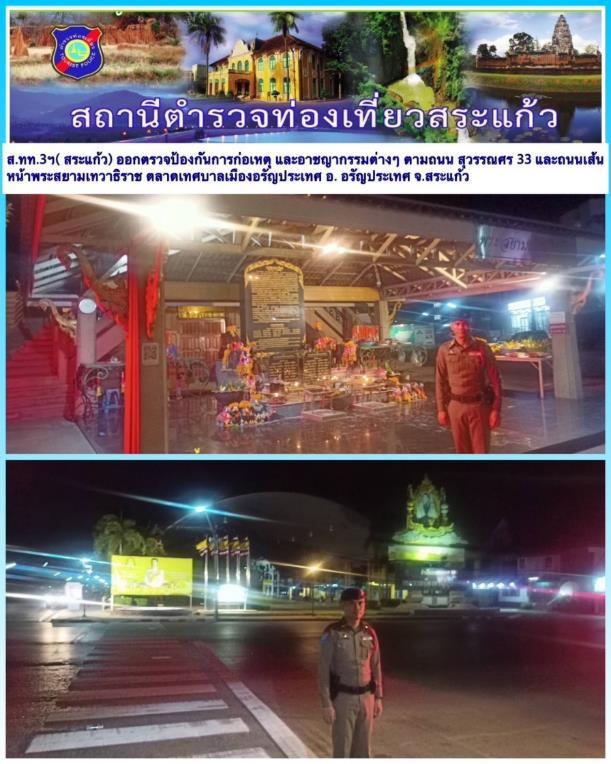 สถานีตำรวจท่องเที่ยวสระแก้ว
ส.ทท.3ฯ( สระแก้ว) ออกตรวจป้องกันการก่อเหตุ และอาชญากรรมต่างๆ ตามถนน สุวรรณศร 33 และถนนเส้น
หน้าพระสยามเทวาธิราช ตลาดเทศบาลเมืองอรัญประเทศ อ. อรัญประเทศ จ.สระแก้ว